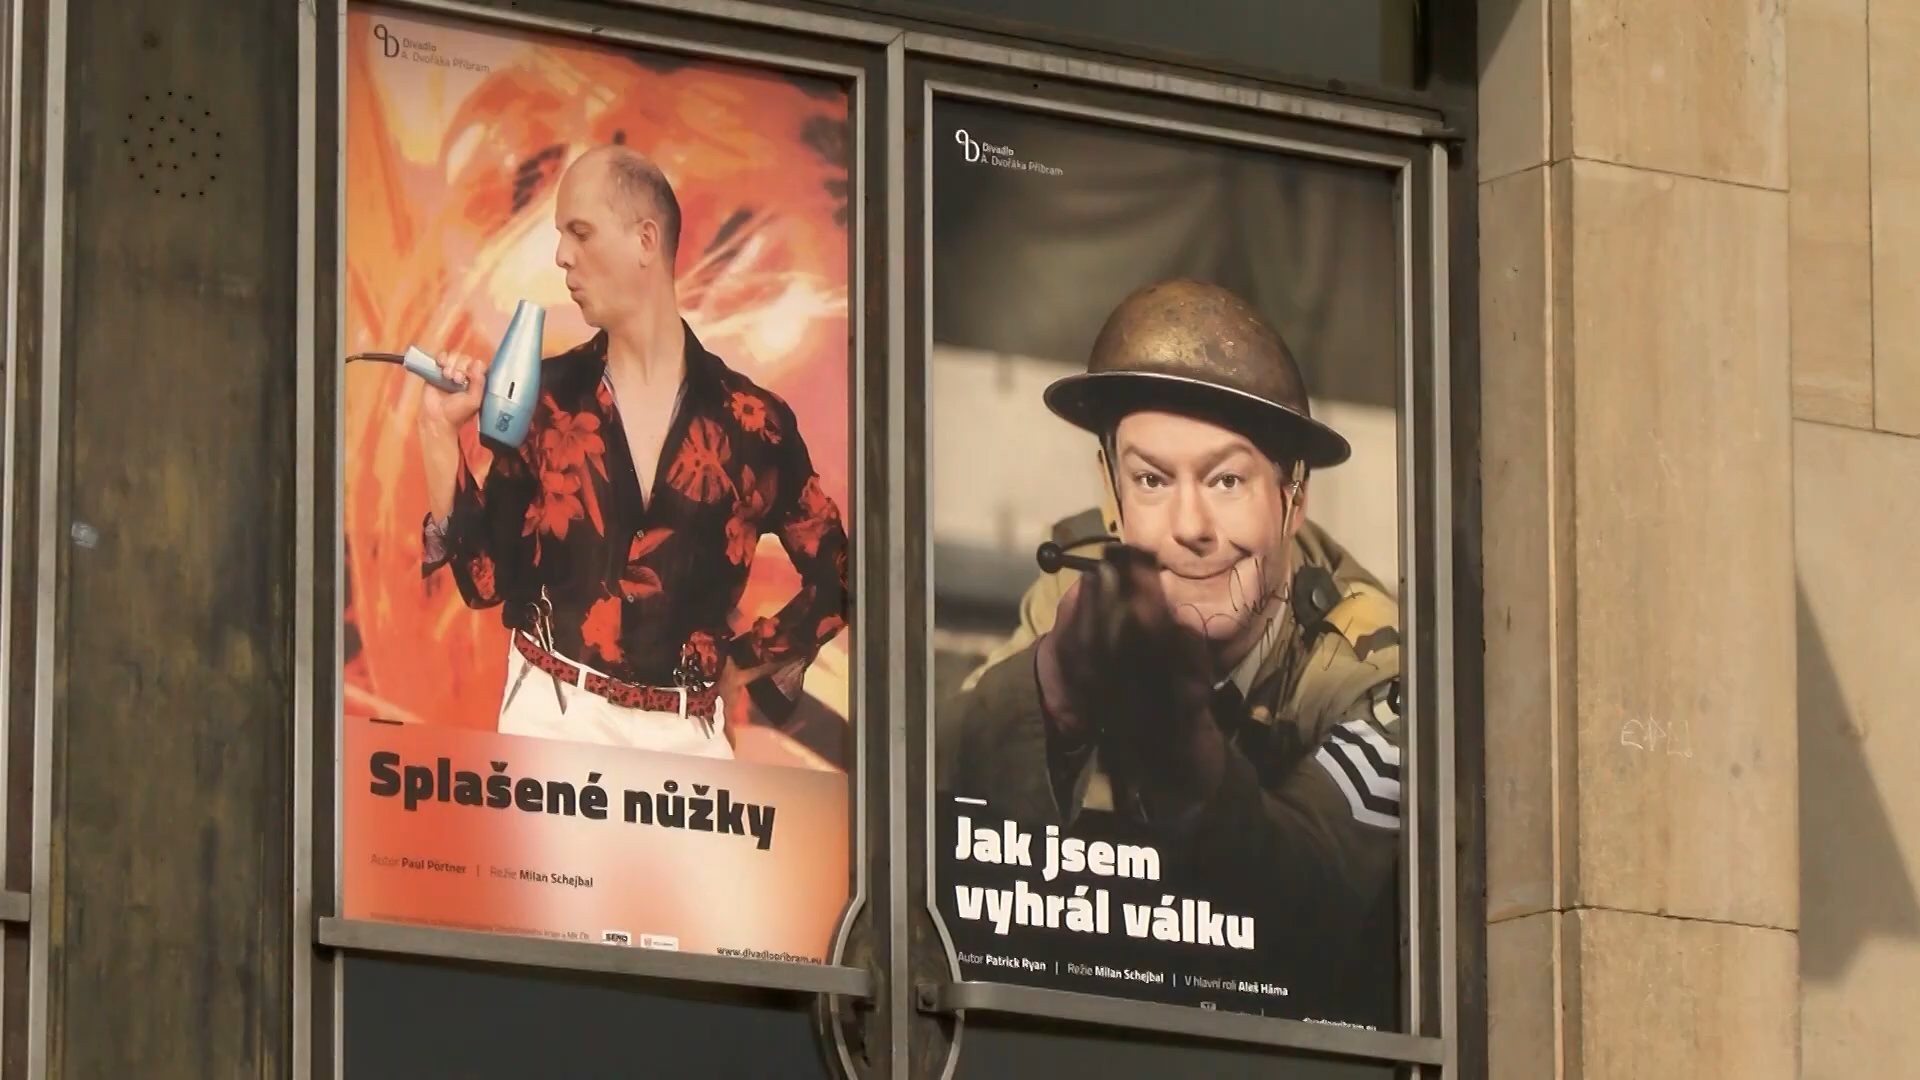 Divadlo
A. Dvořáka Příbram
Splašené nůžky
Autor Paul Pörtner | Režie Milan Schejbal
SEND
www.divadlopribram.eu
Divadlo
A. Dvořáka Příbram
Jak jsem
vyhrál válku
Autor Patrick Ryan | Režie Milan Schejbal | V hlavní roli Aleš Háma